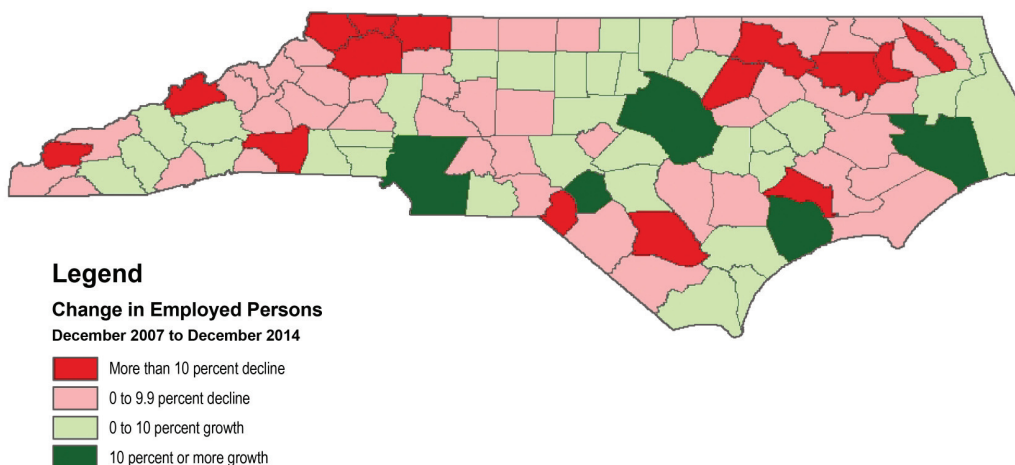 Legend
Change in Employed Persons
December 2007 to December 2014
More than 10 percent decline
0 to 9.9 percent decline
0 to 10 percent growth
10 percent or more growth